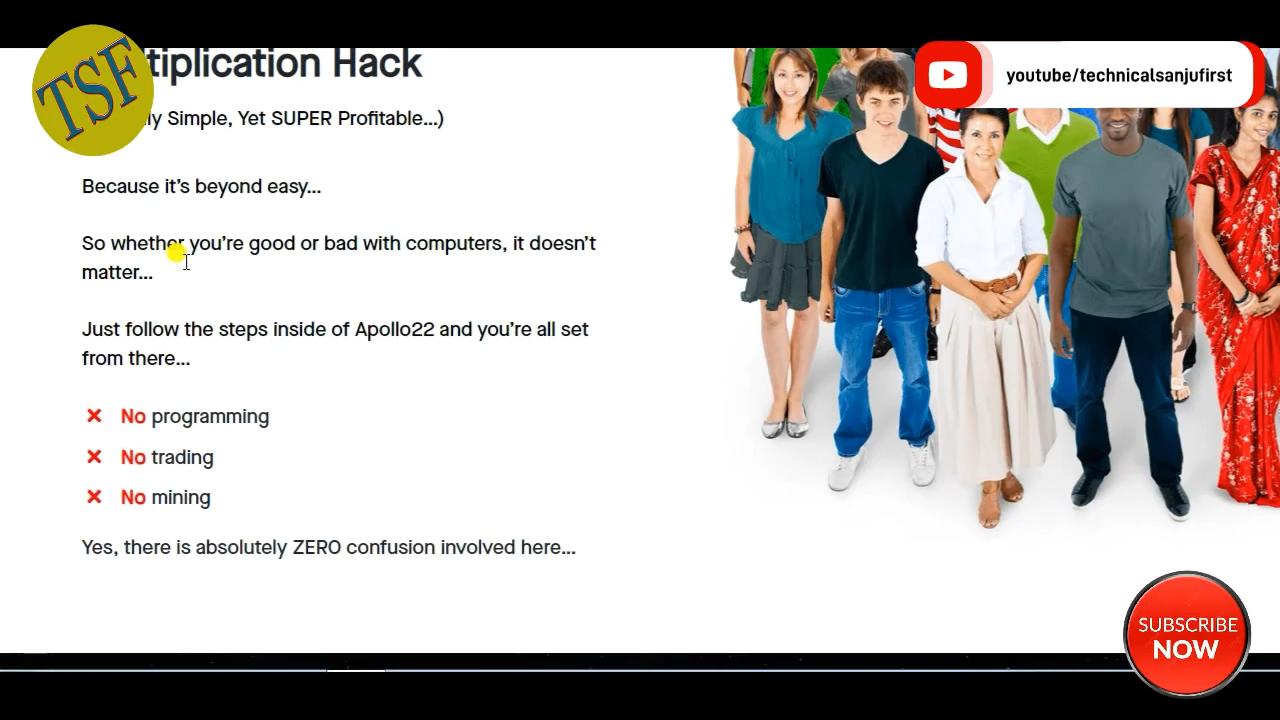 TSF
tiplication Hack
youtube/technicalsanjufirst
ly Simple, Yet SUPER Profitable...)
Because it's beyond easy...
So whether you're good or bad with computers, it doesn't
matter...
Just follow the steps inside of Apollo22 and you're all set
from there...
No programming
No trading
No mining
Yes, there is absolutely ZERO confusion involved here...
SUBSCRIBE
NOW